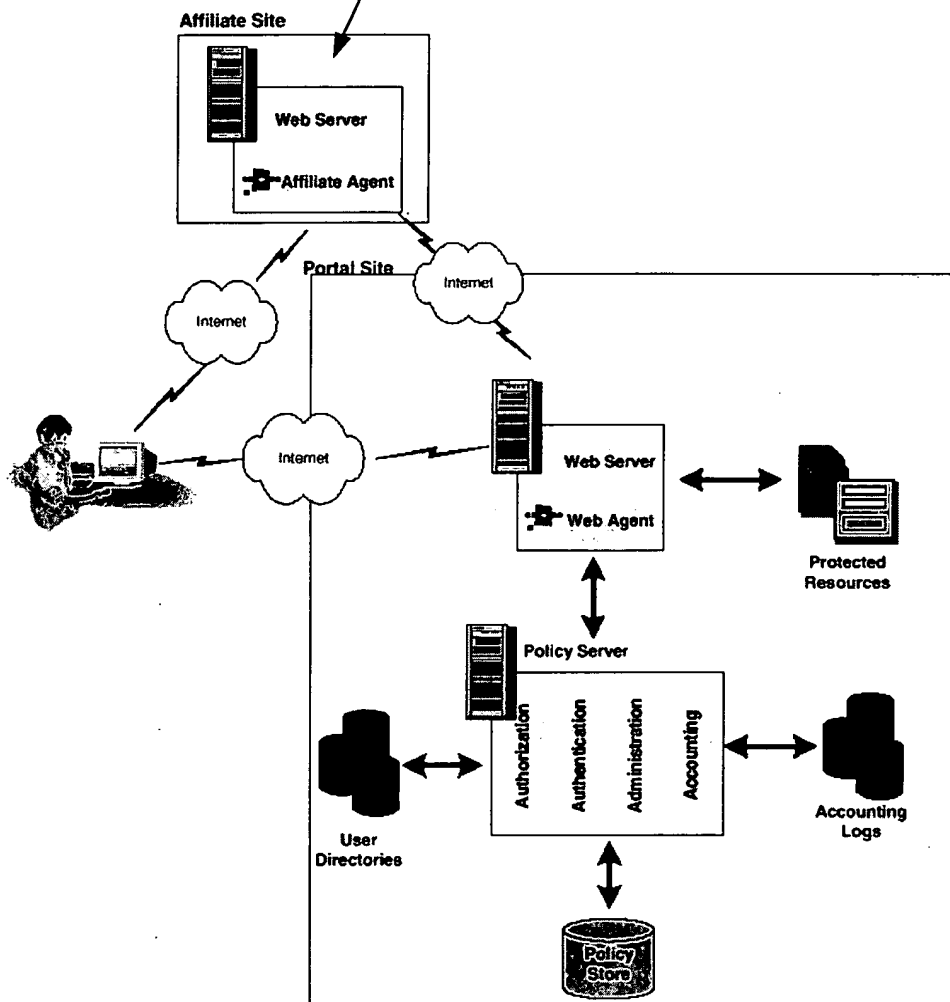 Affiliate Site
Web Server
Affiliate Agent
Portal Site
Internet
Internet
Internet
Web Server
Web Agent
Protected
Resources
Policy Server
Authorization
Authentication
Administration
Accounting
User
Directories
Accounting
Logs
Policy
Store